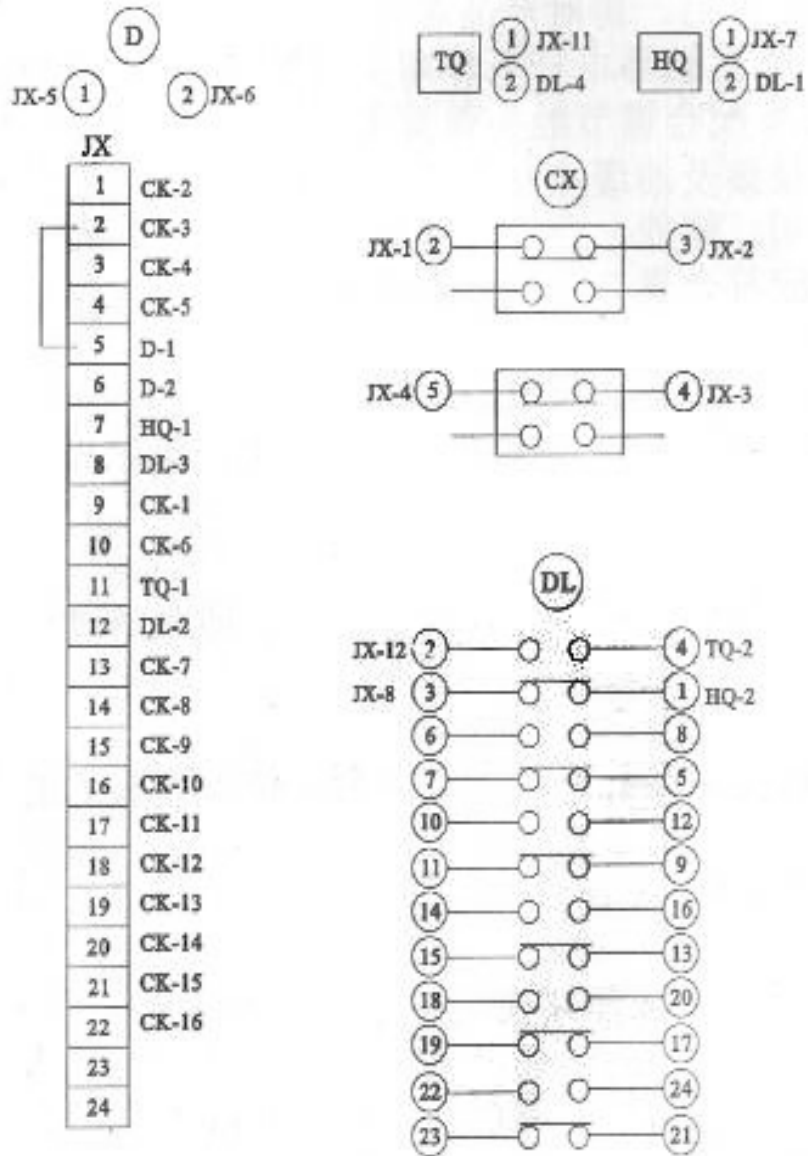 D
JX-5 1 2 JX-6
TQ
1 JX-11
2 DL-4
HQ
1 JX-7
2 DL-1
JX
1 CK-2
2 CK-3
3 CK-4
4 CK-5
5 D-1
6 D-2
7 HQ-1
8 DL-3
9 CK-1
10 CK-6
11 TQ-1
12 DL-2
13 CK-7
14 CK-8
15 CK-9
16 CK-10
17 CK-11
18 CK-12
19 CK-13
20 CK-14
21 CK-15
22 CK-16
23
24
CX
JX-1 2 3 JX-2
JX-4 5 4 JX-3
DL
JX-12 2 4 TQ-2
JX-8 3 1 HQ-2
6 8
7 5
10 12
11 9
14 16
15 13
18 20
19 17
22 24
23 21